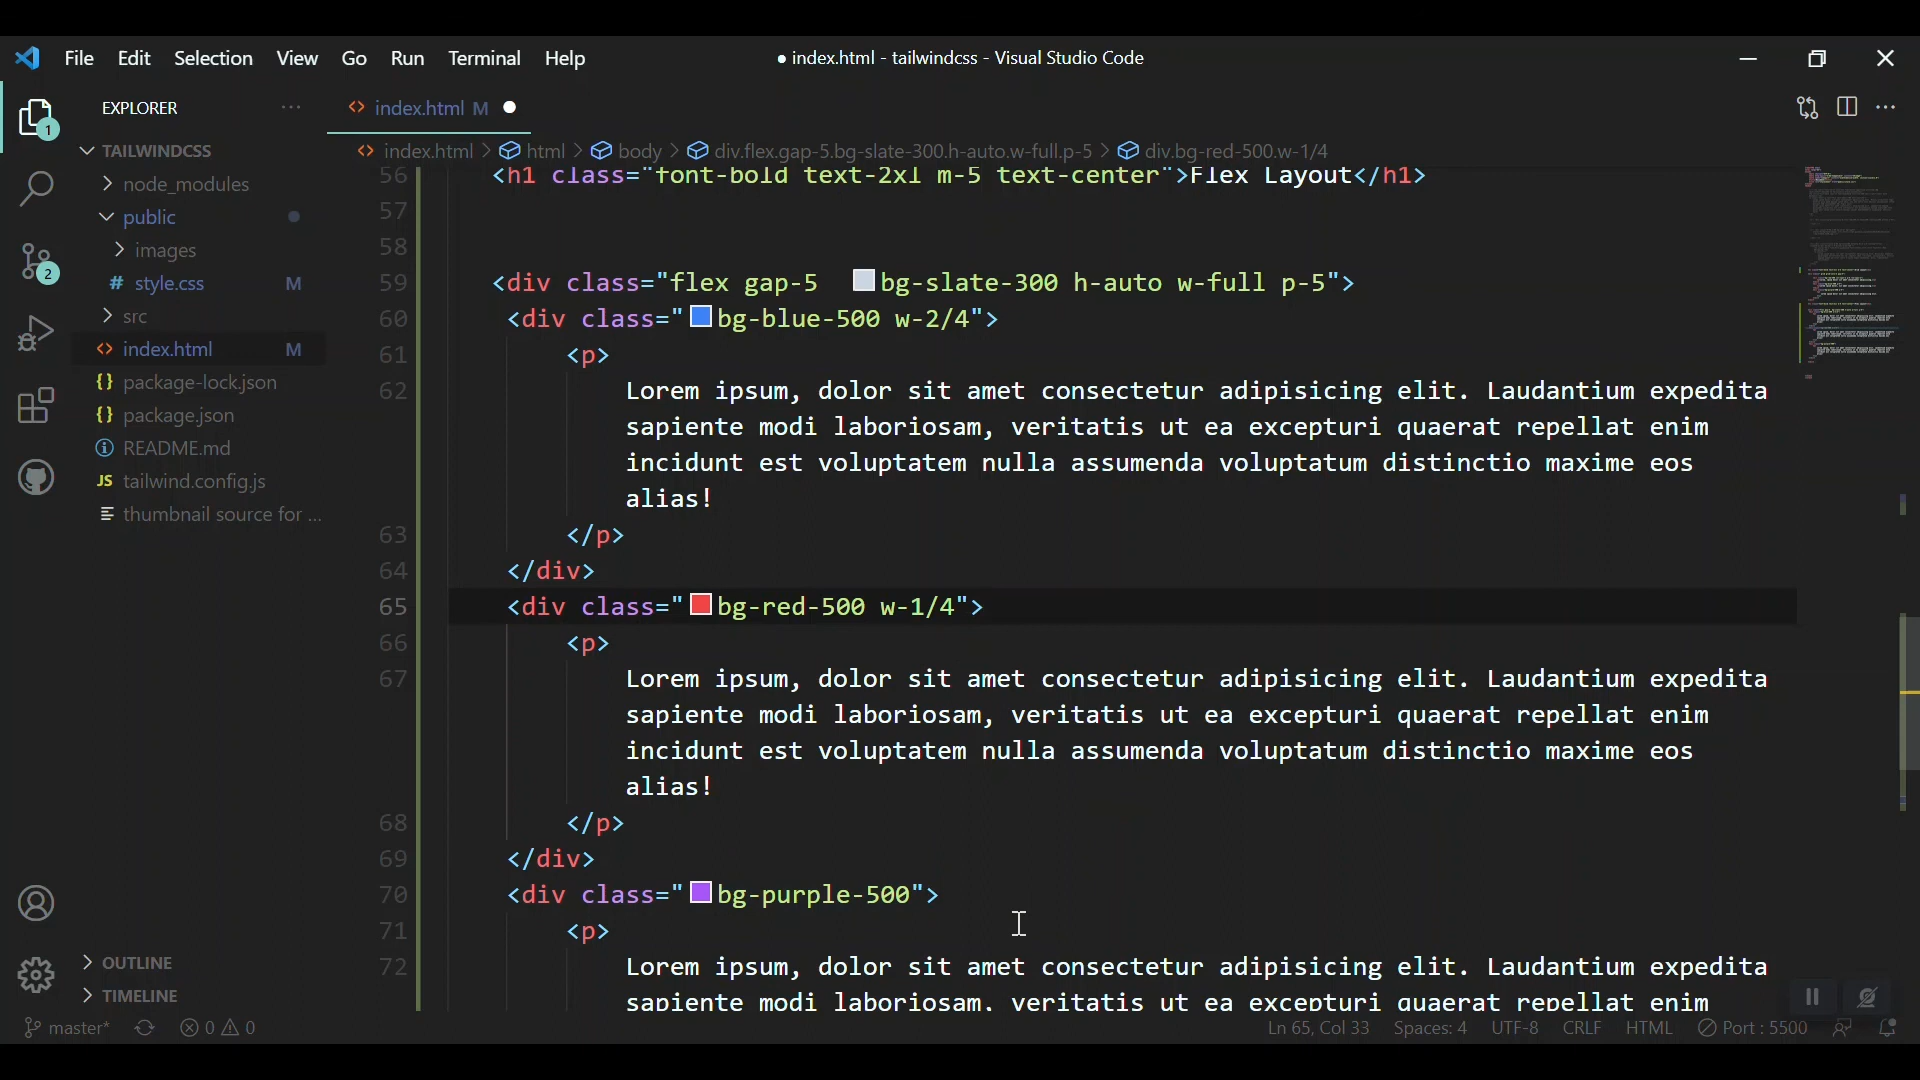 File Edit Selection View Go Run Terminal Help
● index.html - tailwindcss - Visual Studio Code
EXPLORER
<> index.html M ●
TAILWINDCSS
<> index.html > html > body > div.flex.gap-5.bg-slate-300.h-auto.w-full.p-5 > div.bg-red-500.w-1/4
node_modules
public
images
# style.css M
src
<> index.html M
{} package-lock.json
{} package.json
README.md
JS tailwind.config.js
thumbnail source for ...
OUTLINE
TIMELINE
1
2
56 <h1 class="font-bold text-2xl m-5 text-center">Flex Layout</h1>
57
58
59 <div class="flex gap-5 bg-slate-300 h-auto w-full p-5">
60 <div class="bg-blue-500 w-2/4">
61 <p>
62 Lorem ipsum, dolor sit amet consectetur adipisicing elit. Laudantium expedita
sapiente modi laboriosam, veritatis ut ea excepturi quaerat repellat enim
incidunt est voluptatem nulla assumenda voluptatum distinctio maxime eos
alias!
63 </p>
64 </div>
65 <div class="bg-red-500 w-1/4">
66 <p>
67 Lorem ipsum, dolor sit amet consectetur adipisicing elit. Laudantium expedita
sapiente modi laboriosam, veritatis ut ea excepturi quaerat repellat enim
incidunt est voluptatem nulla assumenda voluptatum distinctio maxime eos
alias!
68 </p>
69 </div>
70 <div class="bg-purple-500">
71 <p>
72 Lorem ipsum, dolor sit amet consectetur adipisicing elit. Laudantium expedita
sapiente modi laboriosam, veritatis ut ea excepturi quaerat repellat enim
master* 0 0
Ln 65, Col 33 Spaces: 4 UTF-8 CRLF HTML Port : 5500